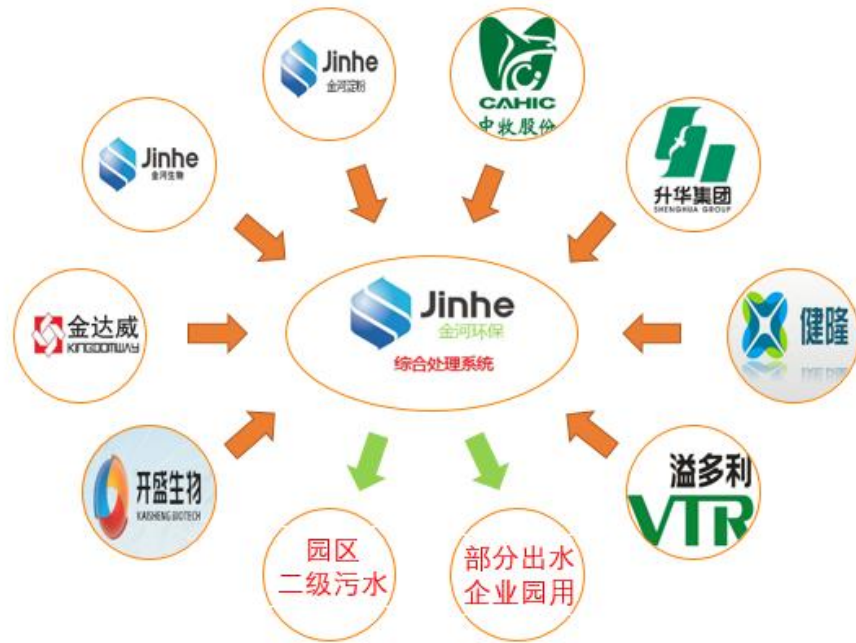 Jinhe
金河淀粉
CAHIC
中牧股份
Jinhe
金河生物
升华集团
SHENGHUA GROUP
金达威
KINGDOMWAY
Jinhe
金河环保
综合处理系统
健隆
开盛生物
KAISHENG BIOTECH
溢多利
VTR
园区
二级污水
部分出水
企业园用